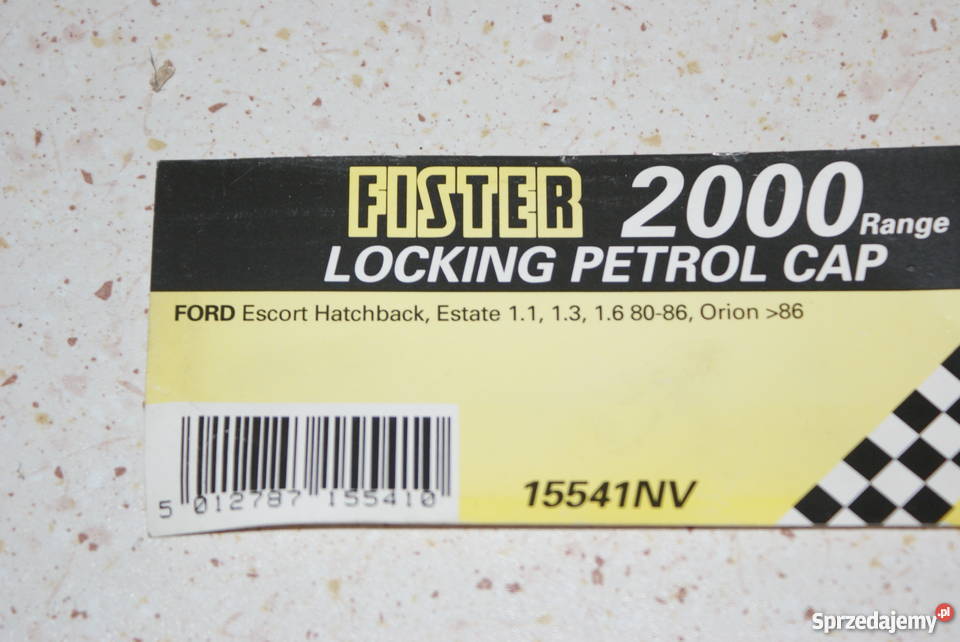 FISTER 2000 Range
LOCKING PETROL CAP
FORD Escort Hatchback, Estate 1.1, 1.3, 1.6 80-86, Orion >86
15541NV
5 012787 155410
Sprzedajemy.pl